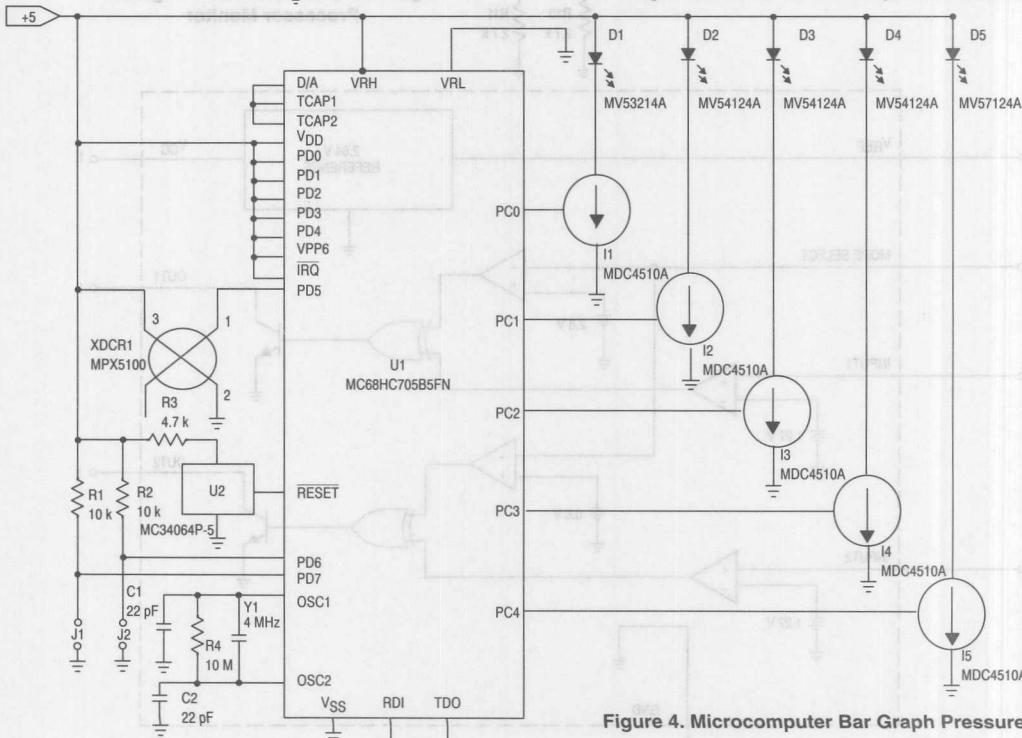 +5
D1
D2
D3
D4
D5
MV53214A
MV54124A
MV54124A
MV54124A
MV57124A
D/A
VRH
VRL
TCAP1
TCAP2
VDD
PD0
PD1
PD2
PD3
PD4
VPP6
IRQ
PD5
PC0
I1
MDC4510A
PC1
I2
MDC4510A
PC2
I3
MDC4510A
PC3
I4
MDC4510A
PC4
I5
MDC4510A
3
1
XDCR1
MPX5100
2
U1
MC68HC705B5FN
R3
4.7 k
U2
RESET
R1
10 k
R2
10 k
MC34064P-5
PD6
PD7
C1
22 pF
OSC1
Y1
4 MHz
J1
J2
R4
10 M
OSC2
C2
22 pF
VSS
RDI
TDO
Figure 4. Microcomputer Bar Graph Pressure